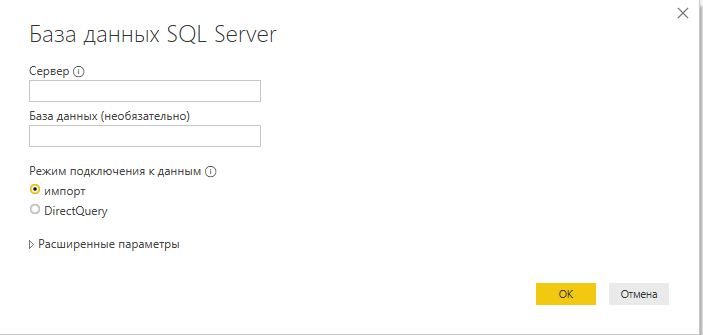 База данных SQL Server
Сервер
База данных (необязательно)
Режим подключения к данным
импорт
DirectQuery
Расширенные параметры
ОК Отмена